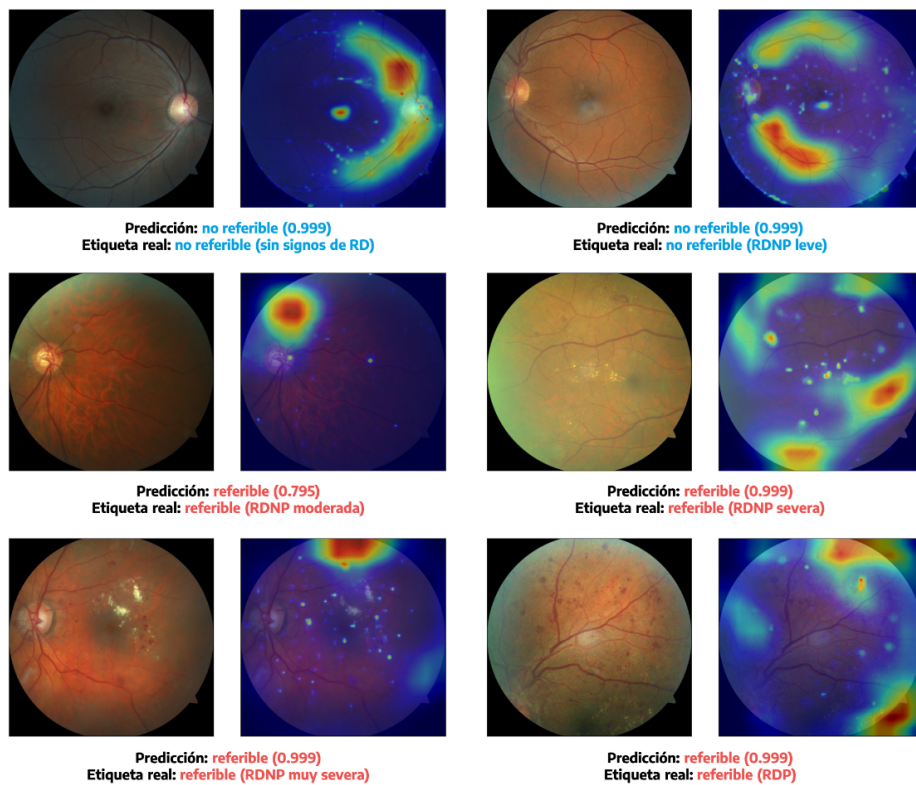 Predicción: no referible (0.999)
Etiqueta real: no referible (sin signos de RD)
Predicción: no referible (0.999)
Etiqueta real: no referible (RDNP leve)
Predicción: referible (0.795)
Etiqueta real: referible (RDNP moderada)
Predicción: referible (0.999)
Etiqueta real: referible (RDNP severa)
Predicción: referible (0.999)
Etiqueta real: referible (RDNP muy severa)
Predicción: referible (0.999)
Etiqueta real: referible (RDP)